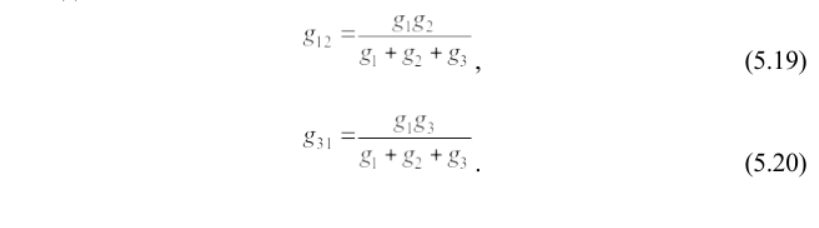 g₁₂ = g₁g₂ / (g₁ + g₂ + g₃) , (5.19)
g₃₁ = g₁g₃ / (g₁ + g₂ + g₃) . (5.20)